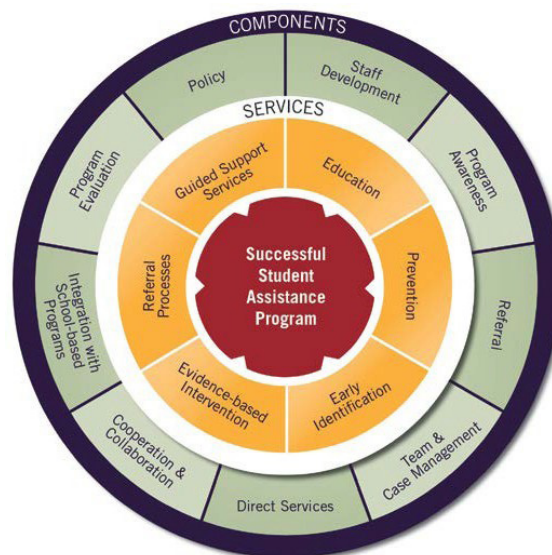 COMPONENTS
Policy
Staff
Development
Program
Awareness
Referral
Team &
Case Management
Direct Services
Cooperation &
Collaboration
Integration with
School-based
Programs
Program
Evaluation
SERVICES
Guided Support
Services
Education
Prevention
Early
Identification
Evidence-based
Intervention
Referral
Processes
Successful
Student
Assistance
Program